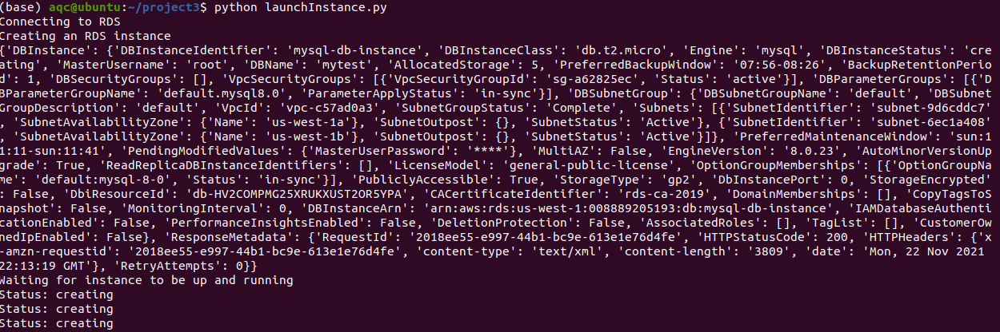 (base) aqc@ubuntu:~/project3$ python launchInstance.py
Connecting to RDS
Creating an RDS instance
{'DBInstance': {'DBInstanceIdentifier': 'mysql-db-instance', 'DBInstanceClass': 'db.t2.micro', 'Engine': 'mysql', 'DBInstanceStatus': 'cre
ating', 'MasterUsername': 'root', 'DBName': 'mytest', 'AllocatedStorage': 5, 'PreferredBackupWindow': '07:56-08:26', 'BackupRetentionPerio
d': 1, 'DBSecurityGroups': [], 'VpcSecurityGroups': [{'VpcSecurityGroupId': 'sg-a62825ec', 'Status': 'active'}], 'DBParameterGroups': [{'D
BParameterGroupName': 'default.mysql8.0', 'ParameterApplyStatus': 'in-sync'}], 'DBSubnetGroup': {'DBSubnetGroupName': 'default', 'DBSubnet
GroupDescription': 'default', 'VpcId': 'vpc-c57ad0a3', 'SubnetGroupStatus': 'Complete', 'Subnets': [{'SubnetIdentifier': 'subnet-9d6cddc7'
, 'SubnetAvailabilityZone': {'Name': 'us-west-1a'}, 'SubnetOutpost': {}, 'SubnetStatus': 'Active'}, {'SubnetIdentifier': 'subnet-6ec1a408'
, 'SubnetAvailabilityZone': {'Name': 'us-west-1b'}, 'SubnetOutpost': {}, 'SubnetStatus': 'Active'}]}, 'PreferredMaintenanceWindow': 'sun:1
1:11-sun:11:41', 'PendingModifiedValues': {'MasterUserPassword': '****'}, 'MultiAZ': False, 'EngineVersion': '8.0.23', 'AutoMinorVersionUp
grade': True, 'ReadReplicaDBInstanceIdentifiers': [], 'LicenseModel': 'general-public-license', 'OptionGroupMemberships': [{'OptionGroupNa
me': 'default:mysql-8-0', 'Status': 'in-sync'}], 'PubliclyAccessible': True, 'StorageType': 'gp2', 'DbInstancePort': 0, 'StorageEncrypted'
: False, 'DbiResourceId': 'db-HV2COMPMG25XRUKXUST2OR5YPA', 'CACertificateIdentifier': 'rds-ca-2019', 'DomainMemberships': [], 'CopyTagsToS
napshot': False, 'MonitoringInterval': 0, 'DBInstanceArn': 'arn:aws:rds:us-west-1:008889205193:db:mysql-db-instance', 'IAMDatabaseAuthenti
cationEnabled': False, 'PerformanceInsightsEnabled': False, 'DeletionProtection': False, 'AssociatedRoles': [], 'TagList': [], 'CustomerOw
nedIpEnabled': False}, 'ResponseMetadata': {'RequestId': '2018ee55-e997-44b1-bc9e-613e1e76d4fe', 'HTTPStatusCode': 200, 'HTTPHeaders': {'x
-amzn-requestid': '2018ee55-e997-44b1-bc9e-613e1e76d4fe', 'content-type': 'text/xml', 'content-length': '3809', 'date': 'Mon, 22 Nov 2021
22:13:19 GMT'}, 'RetryAttempts': 0}}
Waiting for instance to be up and running
Status: creating
Status: creating
Status: creating